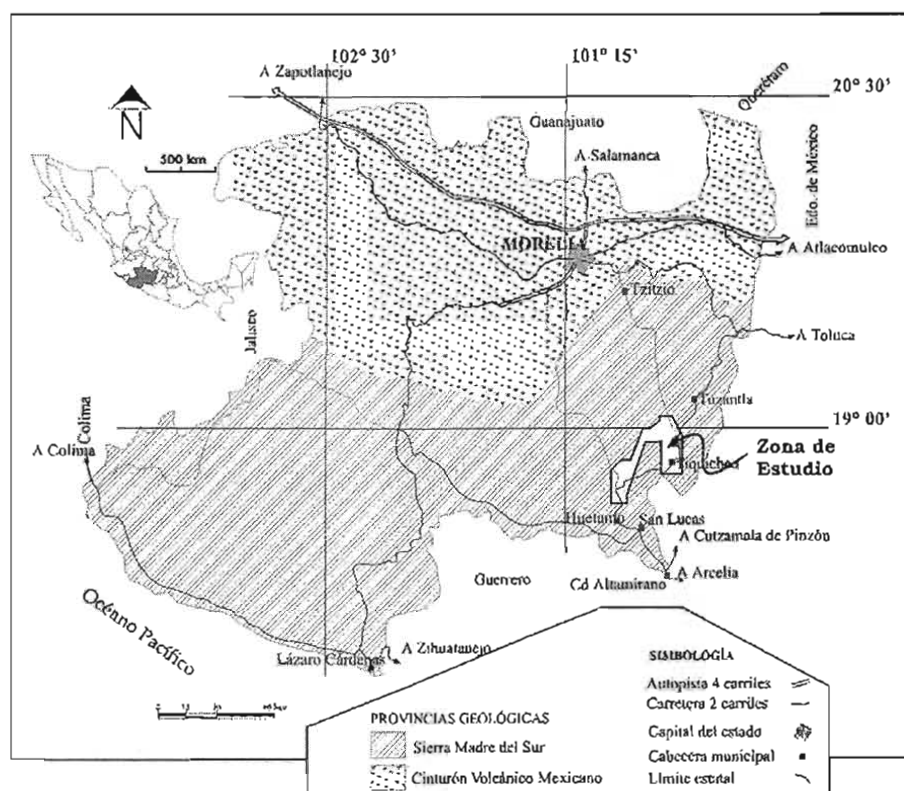 102° 30'
101° 15'
A Zapotlanejo
20° 30'
Querétaro
N
Guanajuato
500 km
A Salamanca
Edo. de México
MORELIA
A Atlacomulco
Tzitzio
Jalisco
A Toluca
Tuzantla
19° 00'
Colima
A Colima
Zona de
Estudio
Tiquicheo
Huetamo
San Lucas
A Cutzamala de Pinzón
A Arcelia
Guerrero
Cd Altamirano
Océano Pacífico
A Zihuatanejo
Lázaro Cárdenas
SIMBOLOGÍA
Autopista 4 carriles
Carretera 2 carriles
PROVINCIAS GEOLÓGICAS
Capital del estado
Sierra Madre del Sur
Cabecera municipal
Cinturón Volcánico Mexicano
Límite estatal